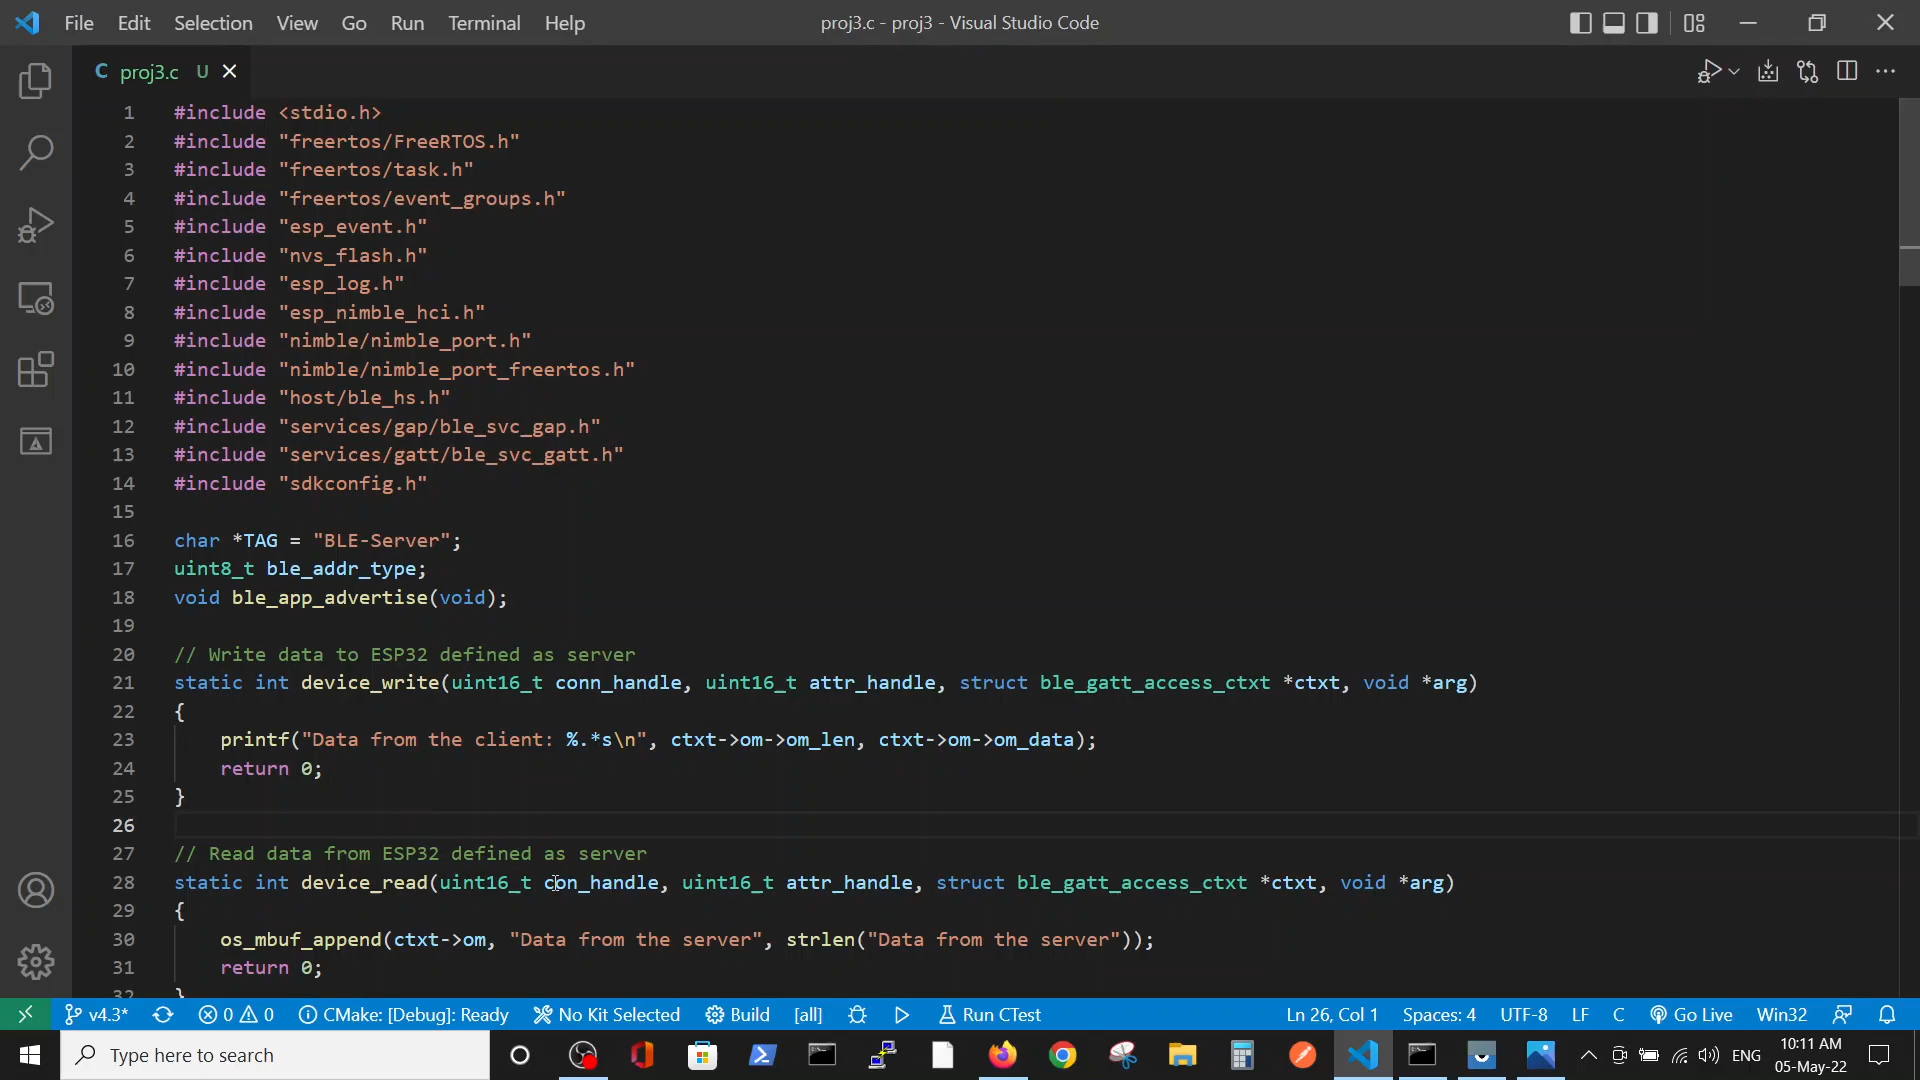 File Edit Selection View Go Run Terminal Help proj3.c - proj3 - Visual Studio Code
C proj3.c U
1 #include <stdio.h>
2 #include "freertos/FreeRTOS.h"
3 #include "freertos/task.h"
4 #include "freertos/event_groups.h"
5 #include "esp_event.h"
6 #include "nvs_flash.h"
7 #include "esp_log.h"
8 #include "esp_nimble_hci.h"
9 #include "nimble/nimble_port.h"
10 #include "nimble/nimble_port_freertos.h"
11 #include "host/ble_hs.h"
12 #include "services/gap/ble_svc_gap.h"
13 #include "services/gatt/ble_svc_gatt.h"
14 #include "sdkconfig.h"
15
16 char *TAG = "BLE-Server";
17 uint8_t ble_addr_type;
18 void ble_app_advertise(void);
19
20 // Write data to ESP32 defined as server
21 static int device_write(uint16_t conn_handle, uint16_t attr_handle, struct ble_gatt_access_ctxt *ctxt, void *arg)
22 {
23 printf("Data from the client: %.*s\n", ctxt->om->om_len, ctxt->om->om_data);
24 return 0;
25 }
26
27 // Read data from ESP32 defined as server
28 static int device_read(uint16_t con_handle, uint16_t attr_handle, struct ble_gatt_access_ctxt *ctxt, void *arg)
29 {
30 os_mbuf_append(ctxt->om, "Data from the server", strlen("Data from the server"));
31 return 0;
32 }
v4.3* 0 0 CMake: [Debug]: Ready No Kit Selected Build [all] Run CTest Ln 26, Col 1 Spaces: 4 UTF-8 LF C Go Live Win32
Type here to search ENG 10:11 AM
05-May-22